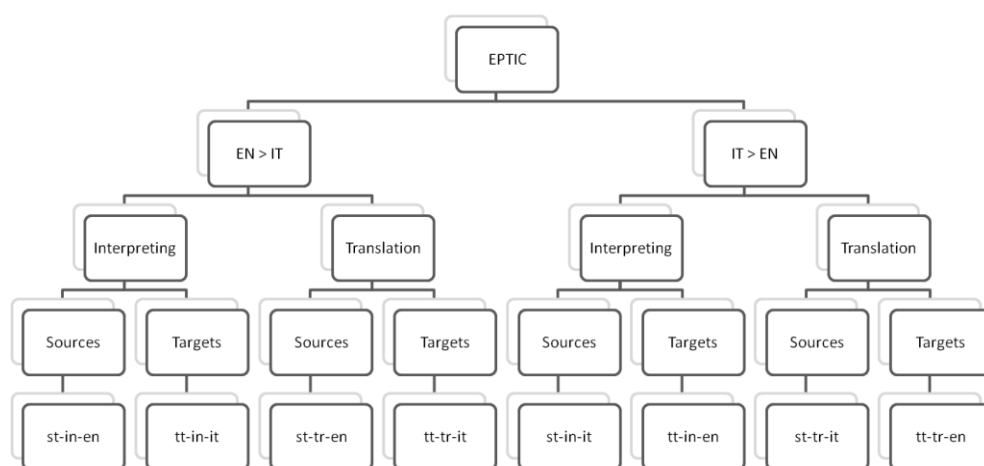 EPTIC
EN > IT
IT > EN
Interpreting
Translation
Interpreting
Translation
Sources
Targets
Sources
Targets
Sources
Targets
Sources
Targets
st-in-en
tt-in-it
st-tr-en
tt-tr-it
st-in-it
tt-in-en
st-tr-it
tt-tr-en